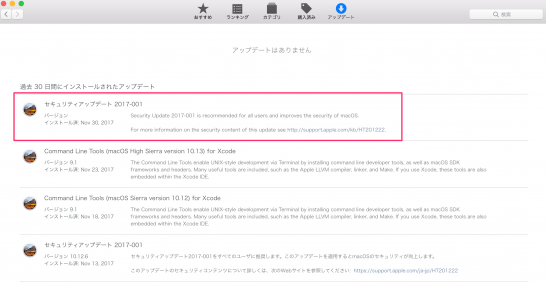 おすすめ
ランキング
カテゴリ
購入済み
アップデート
検索
アップデートはありません
過去 30 日間にインストールされたアップデート
セキュリティアップデート 2017-001
バージョン
インストール済: Nov 30, 2017
Security Update 2017-001 is recommended for all users and improves the security of macOS.
For more information on the security content of this update see http://support.apple.com/kb/HT201222.
Command Line Tools (macOS High Sierra version 10.13) for Xcode
バージョン 9.1
インストール済: Nov 23, 2017
The Command Line Tools enable UNIX-style development via Terminal by installing command line developer tools, as well as macOS SDK
frameworks and headers. Many useful tools are included, such as the Apple LLVM compiler, linker, and Make. If you use Xcode, these tools are also
embedded within the Xcode IDE.
Command Line Tools (macOS Sierra version 10.12) for Xcode
バージョン 9.1
インストール済: Nov 18, 2017
The Command Line Tools enable UNIX-style development via Terminal by installing command line developer tools, as well as macOS SDK
frameworks and headers. Many useful tools are included, such as the Apple LLVM compiler, linker, and Make. If you use Xcode, these tools are also
embedded within the Xcode IDE.
セキュリティアップデート 2017-001
バージョン 10.12.6
インストール済: Nov 13, 2017
セキュリティアップデート2017-001をすべてのユーザに推奨します。このアップデートを適用するとmacOSのセキュリティが向上します。
このアップデートのセキュリティコンテンツについて詳しくは、次のWebサイトを参照してください: https://support.apple.com/ja-jp/HT201222